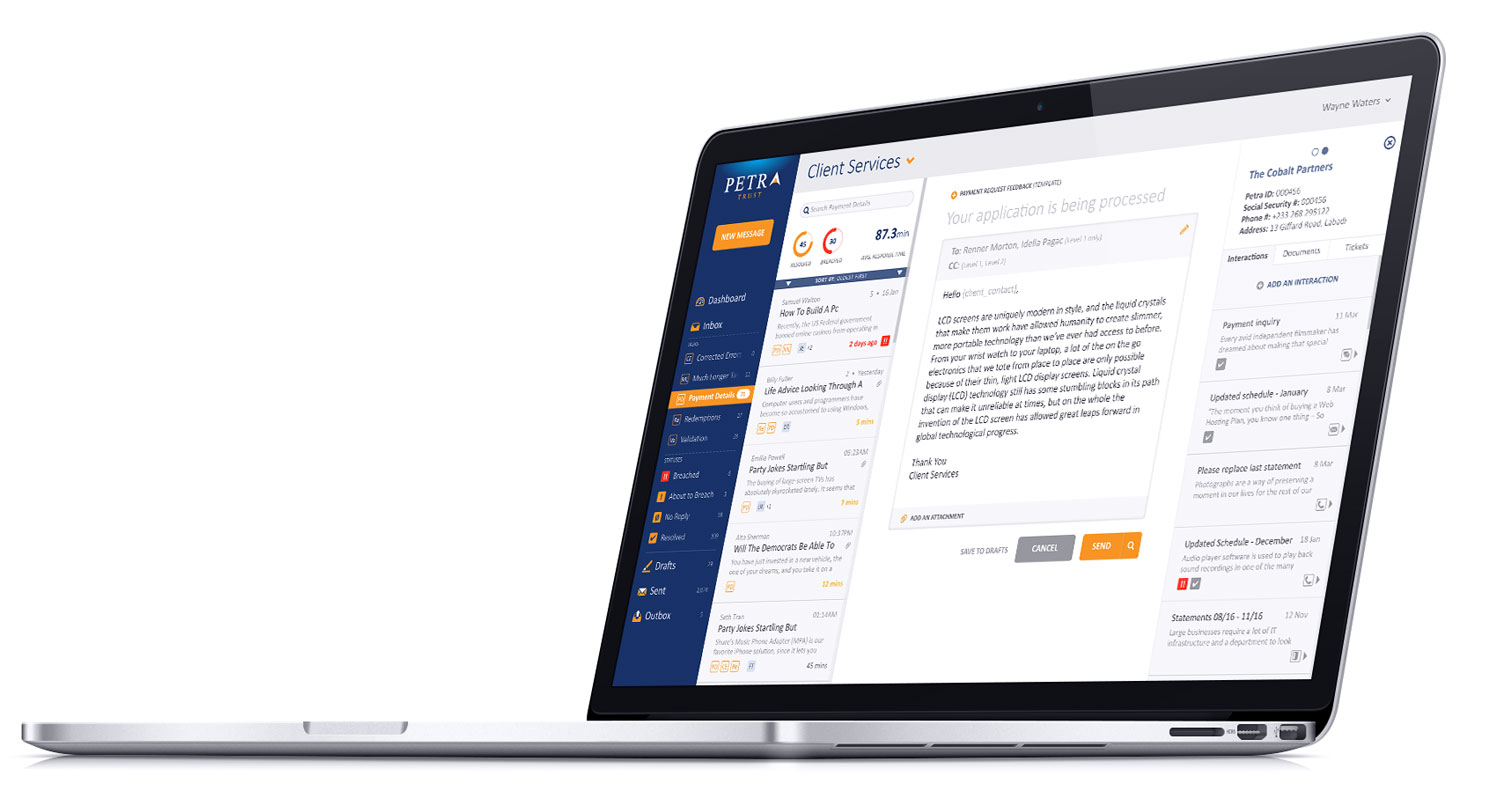 PETRA
TRUST
NEW MESSAGE
Dashboard
Inbox
Corrected Errors
Much Longer
Payment Details
Redemptions
Validation
STATUSES
Breached
About to Breach
No Reply
Resolved
Drafts
Sent
Outbox
Client Services
Wayne Waters
Search Payment Details
45
30
87.3min
RESOLVED
BREACHED
AVG. RESPONSE TIME
SORT BY: OLDEST FIRST
Samuel Walton
5 • 16 Jan
How To Build A Pc
Recently, the US Federal government
banned online casinos from operating in
+2
2 days ago
Billy Fuller
2 • Yesterday
Life Advice Looking Through A
Computer users and programmers have
become so accustomed to using Windows,
5 mins
Emilie Powell
05:23AM
Party Jokes Startling But
The buying of large-screen TVs has
absolutely skyrocketed lately. It seems that
+2
7 mins
Alta Sherman
10:37PM
Will The Democrats Be Able To
You have just invested in a new vehicle, the
one of your dreams, and you take it on a
12 mins
Seth Tran
01:14AM
Party Jokes Startling But
Shure's Music Phone Adapter (MPA) is our
favorite iPhone solution, since it lets you
45 mins
PAYMENT REQUEST FEEDBACK (TEMPLATE)
Your application is being processed
To: Renner Morton, Idella Pagac (Level 1 only)
CC: (Level 1, Level 2)
Hello {client_contact},
LCD screens are uniquely modern in style, and the liquid crystals
that make them work have allowed humanity to create slimmer,
more portable technology than we've ever had access to before.
From your wrist watch to your laptop, a lot of the on the go
electronics that we tote from place to place are only possible
because of their thin, light LCD display screens. Liquid crystal
display (LCD) technology still has some stumbling blocks in its path
that can make it unreliable at times, but on the whole the
invention of the LCD screen has allowed great leaps forward in
global technological progress.
Thank You
Client Services
ADD AN ATTACHMENT
SAVE TO DRAFTS
CANCEL
SEND
The Cobalt Partners
Petra ID: 000456
Social Security #: 000456
Phone #: +233 268 295122
Address: 13 Giffard Road, Labadi
Interactions
Documents
Tickets
ADD AN INTERACTION
Payment inquiry
11 Mar
Every avid independent filmmaker has
dreamed about making that special
Updated schedule - January
8 Mar
"The moment you think of buying a Web
Hosting Plan, you know one thing – So
Please replace last statement
8 Mar
Photographs are a way of preserving a
moment in our lives for the rest of our
Updated Schedule - December
18 Jan
Audio player software is used to play back
sound recordings in one of the many
Statements 08/16 - 11/16
12 Nov
Large businesses require a lot of IT
infrastructure and a department to look